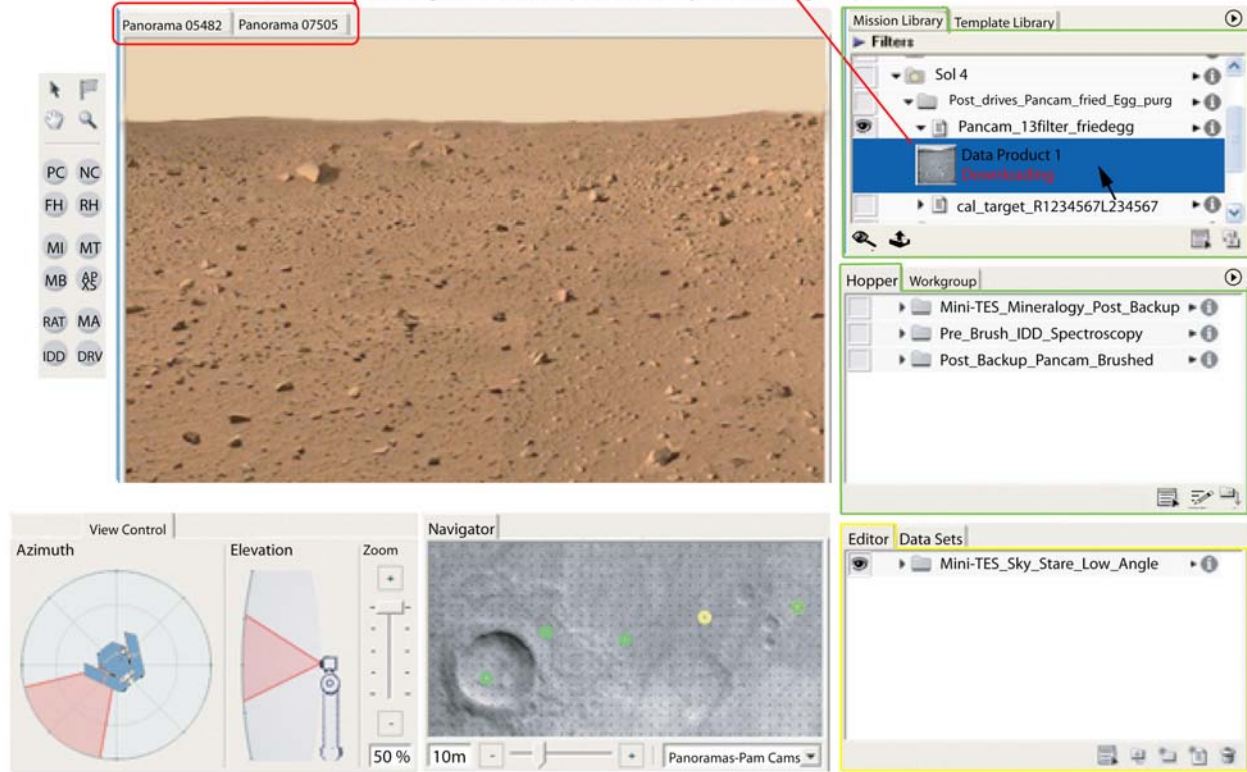 Panorama 05482
Panorama 07505
Mission Library
Template Library
Filters
Sol 4
Post_drives_Pancam_fried_Egg_purg
Pancam_13filter_friedegg
Data Product 1
Downloading
cal_target_R1234567L234567
PC NC
FH RH
MI MT
MB APXS
RAT MA
IDD DRV
Hopper
Workgroup
Mini-TES_Mineralogy_Post_Backup
Pre_Brush_IDD_Spectroscopy
Post_Backup_Pancam_Brushed
View Control
Azimuth
Elevation
Zoom
+
-
50 %
Navigator
10m
-
+
Panoramas-Pam Cams
Editor
Data Sets
Mini-TES_Sky_Stare_Low_Angle